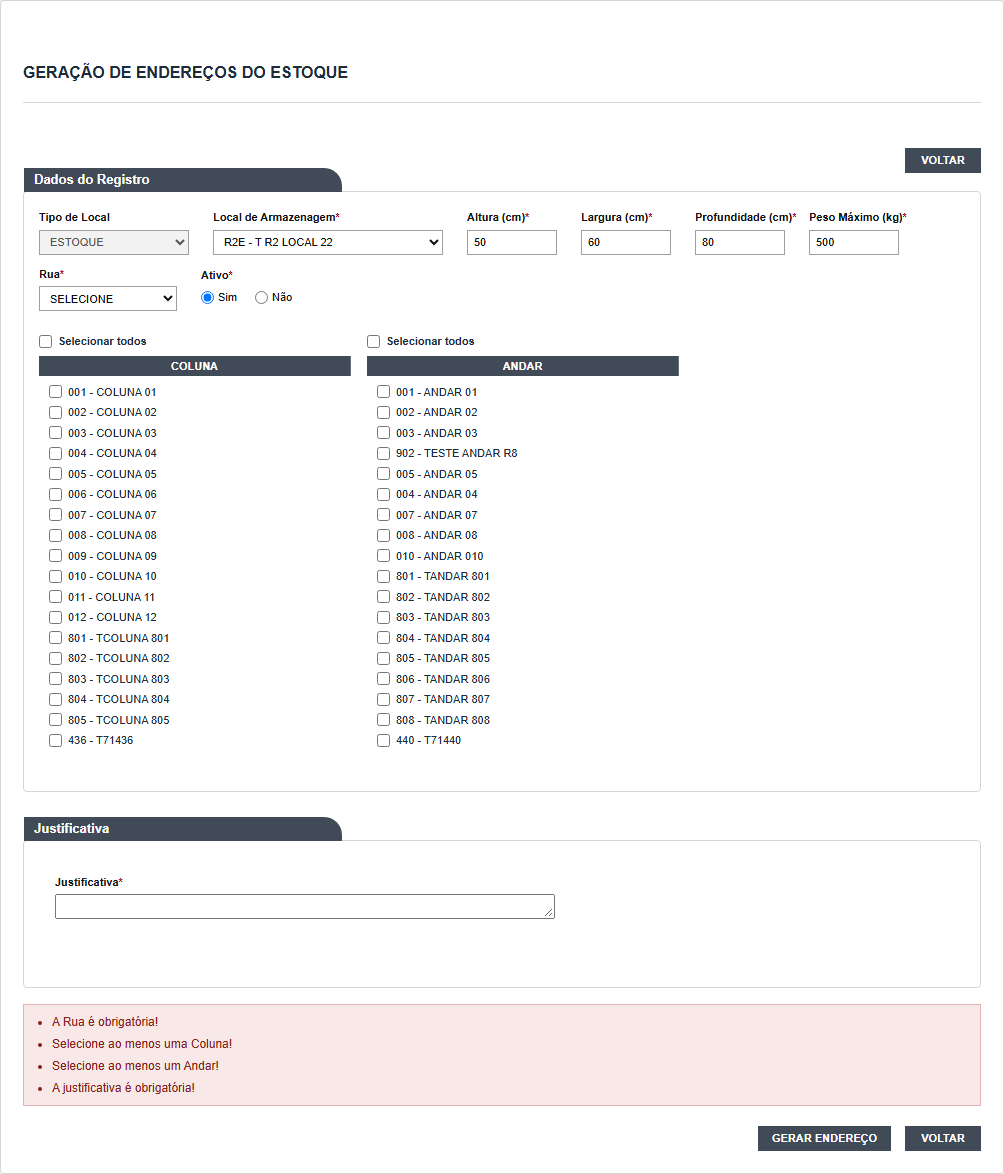 GERAÇÃO DE ENDEREÇOS DO ESTOQUE
VOLTAR
Dados do Registro
Tipo de Local Local de Armazenagem* Altura (cm)* Largura (cm)* Profundidade (cm)* Peso Máximo (kg)*
ESTOQUE R2E - T R2 LOCAL 22 50 60 80 500
Rua* Ativo*
SELECIONE Sim Não
Selecionar todos Selecionar todos
COLUNA ANDAR
001 - COLUNA 01 001 - ANDAR 01
002 - COLUNA 02 002 - ANDAR 02
003 - COLUNA 03 003 - ANDAR 03
004 - COLUNA 04 902 - TESTE ANDAR R8
005 - COLUNA 05 005 - ANDAR 05
006 - COLUNA 06 004 - ANDAR 04
007 - COLUNA 07 007 - ANDAR 07
008 - COLUNA 08 008 - ANDAR 08
009 - COLUNA 09 010 - ANDAR 010
010 - COLUNA 10 801 - TANDAR 801
011 - COLUNA 11 802 - TANDAR 802
012 - COLUNA 12 803 - TANDAR 803
801 - TCOLUNA 801 804 - TANDAR 804
802 - TCOLUNA 802 805 - TANDAR 805
803 - TCOLUNA 803 806 - TANDAR 806
804 - TCOLUNA 804 807 - TANDAR 807
805 - TCOLUNA 805 808 - TANDAR 808
436 - T71436 440 - T71440
Justificativa
Justificativa*
A Rua é obrigatória!
Selecione ao menos uma Coluna!
Selecione ao menos um Andar!
A justificativa é obrigatória!
GERAR ENDEREÇO VOLTAR